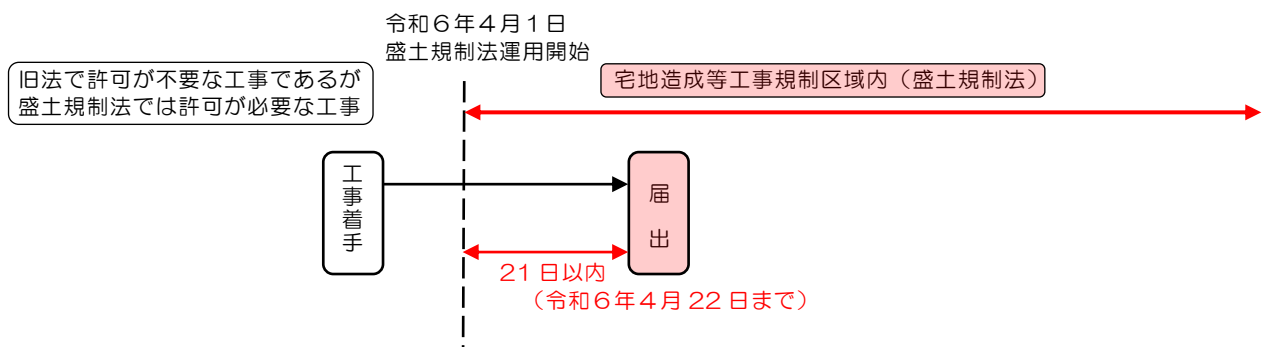 令和６年４月１日
盛土規制法運用開始
旧法で許可が不要な工事であるが
盛土規制法では許可が必要な工事
宅地造成等工事規制区域内（盛土規制法）
工事着手
届出
21日以内
（令和６年４月22日まで）